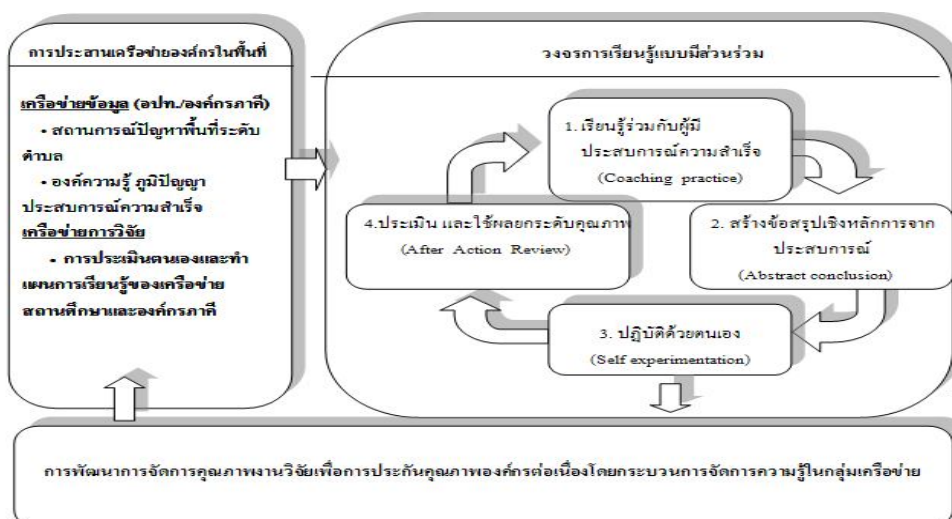 การประสานเครือข่ายองค์กรในพื้นที่
เครือข่ายข้อมูล (อปท./องค์กรภาคี)
• สถานการณ์ปัญหาพื้นที่ระดับ
ตำบล
• องค์ความรู้ ภูมิปัญญา
ประสบการณ์ความสำเร็จ
เครือข่ายการวิจัย
• การประเมินตนเองและทำ
แผนการเรียนรู้ของเครือข่าย
สถานศึกษาและองค์กรภาคี
วงจรการเรียนรู้แบบมีส่วนร่วม
1. เรียนรู้ร่วมกับผู้มี
ประสบการณ์ความสำเร็จ
(Coaching practice)
2. สร้างข้อสรุปเชิงหลักการจาก
ประสบการณ์
(Abstract conclusion)
3. ปฏิบัติด้วยตนเอง
(Self experimentation)
4.ประเมิน และใช้ผลยกระดับคุณภาพ
(After Action Review)
การพัฒนาการจัดการคุณภาพงานวิจัยเพื่อการประกันคุณภาพองค์กรต่อเนื่องโดยกระบวนการจัดการความรู้ในกลุ่มเครือข่าย